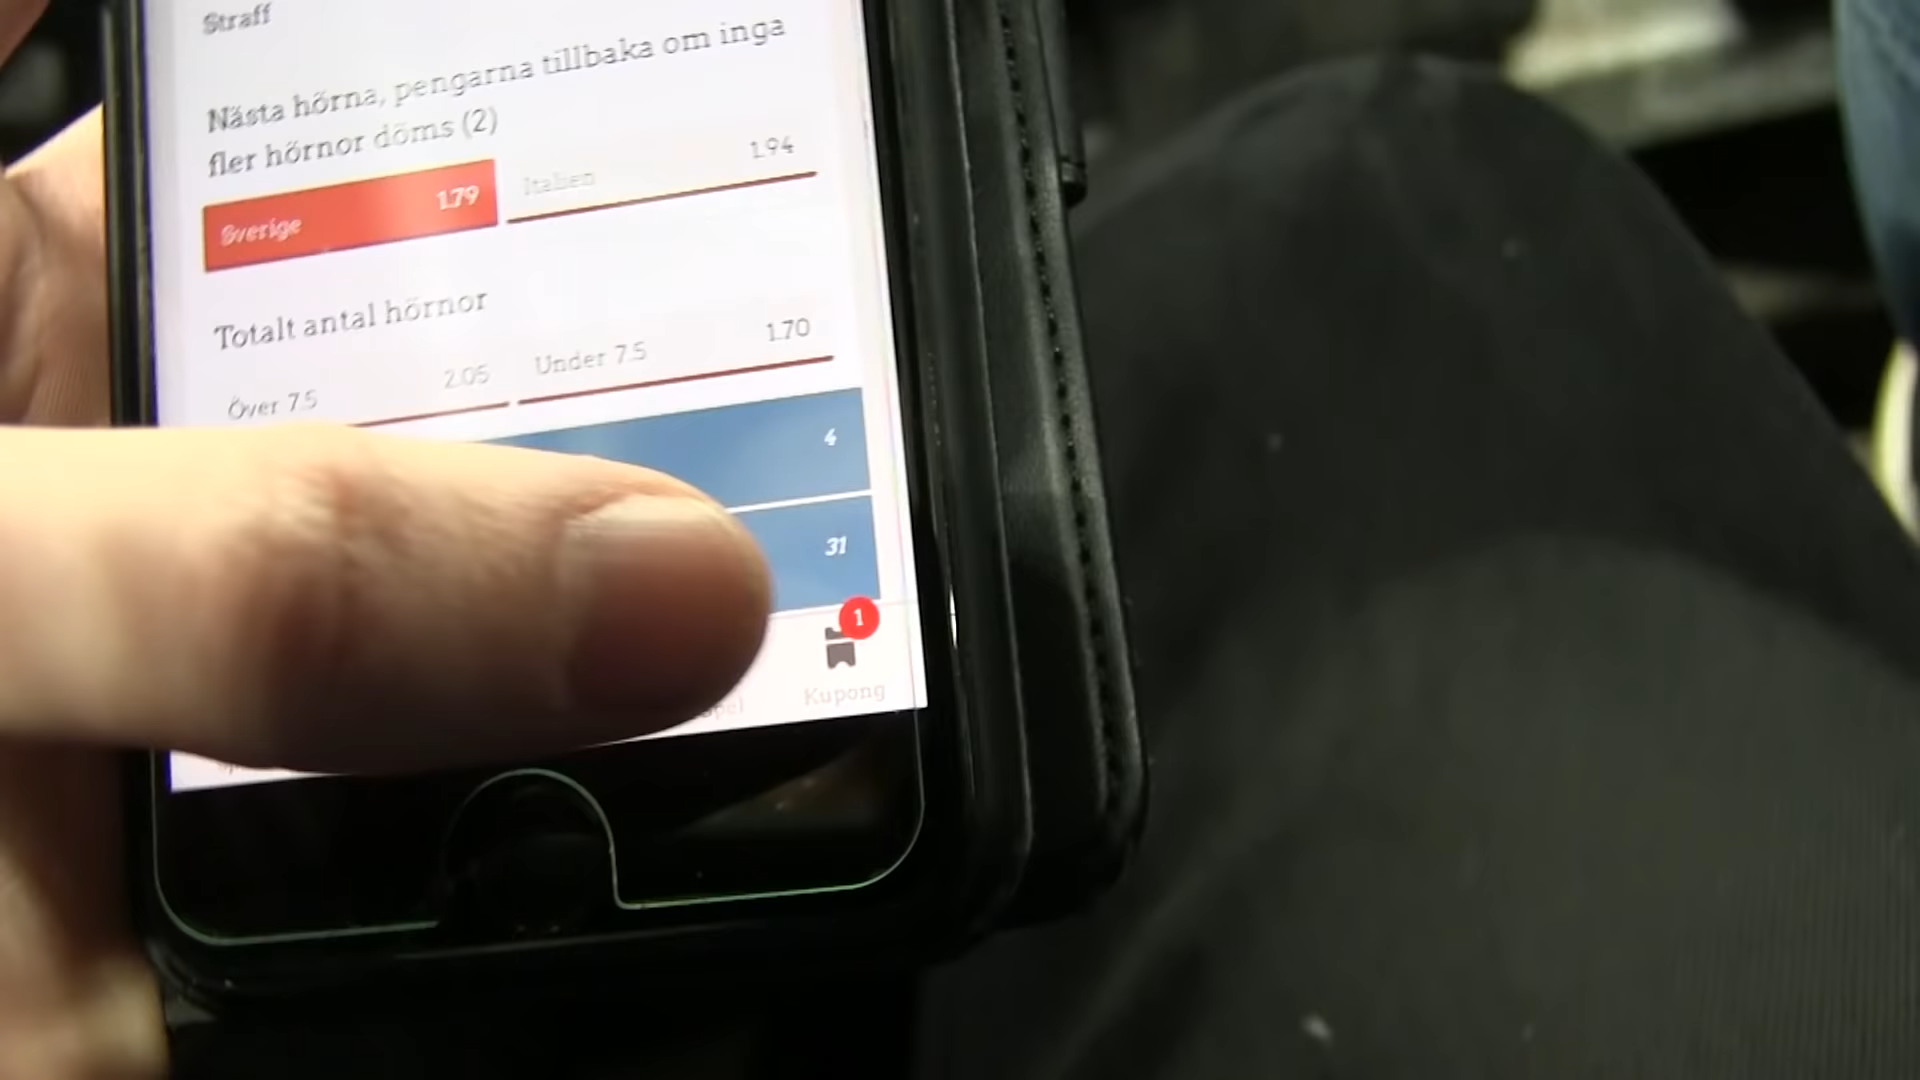 Straff
Nästa hörna, pengarna tillbaka om inga
fler hörnor döms (2)
Sverige 1.79 Italien 1.94
Totalt antal hörnor
Över 7.5 2.05 Under 7.5 1.70
4
31
1
Kupong